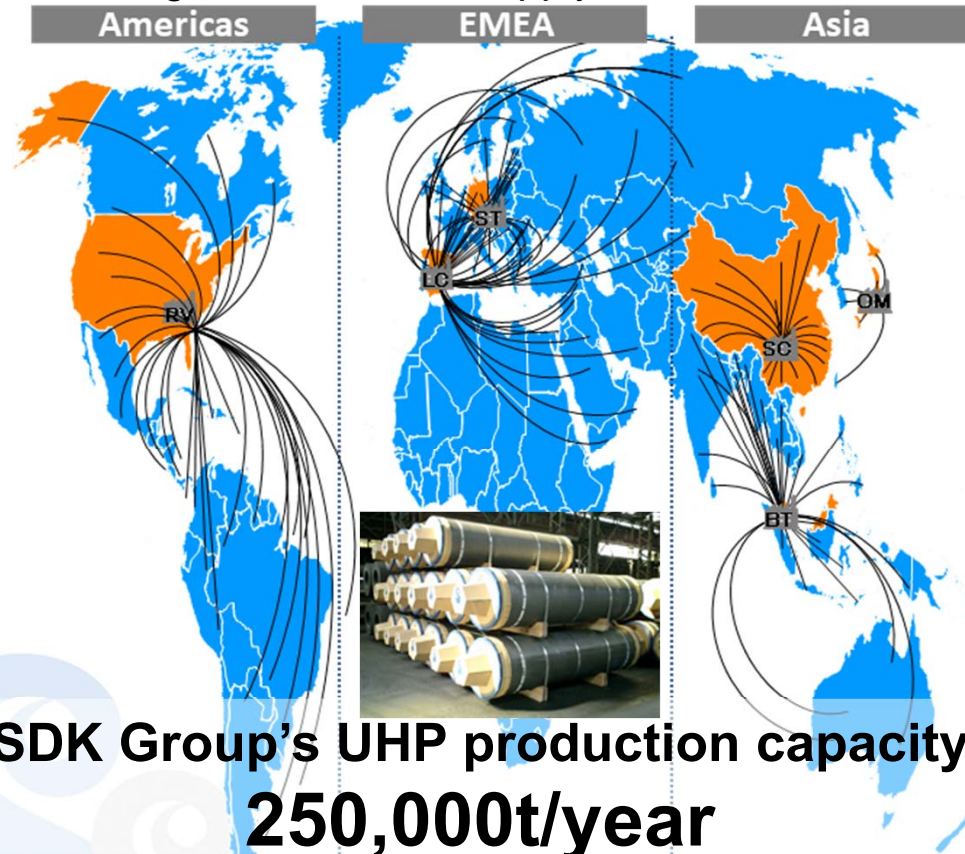 Americas
EMEA
Asia
ST
LC
OM
RV
SC
BT
SDK Group’s UHP production capacity
250,000t/year